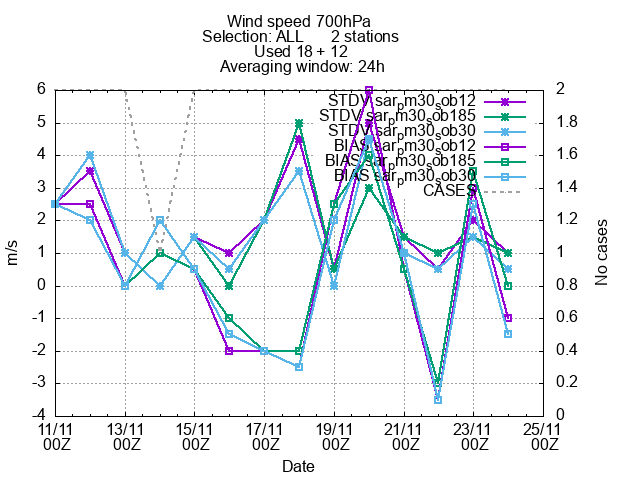 Wind speed 700hPa
Selection: ALL 2 stations
Used 18 + 12
Averaging window: 24h
STDV sar_pm30_sob12
STDV sar_pm30_sob185
STDV sar_pm30_sob30
BIAS sar_pm30_sob12
BIAS sar_pm30_sob185
BIAS sar_pm30_sob30
CASES
6
5
4
3
2
1
0
-1
-2
-3
-4
m/s
2
1.8
1.6
1.4
1.2
1
0.8
0.6
0.4
0.2
0
No cases
11/11 13/11 15/11 17/11 19/11 21/11 23/11 25/11
00Z 00Z 00Z 00Z 00Z 00Z 00Z 00Z
Date